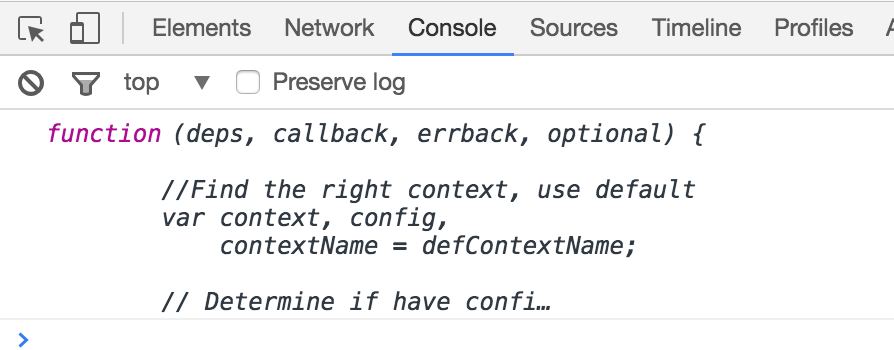 Elements Network Console Sources Timeline Profiles
top Preserve log
function (deps, callback, errback, optional) {
//Find the right context, use default
var context, config,
contextName = defContextName;
// Determine if have confi…